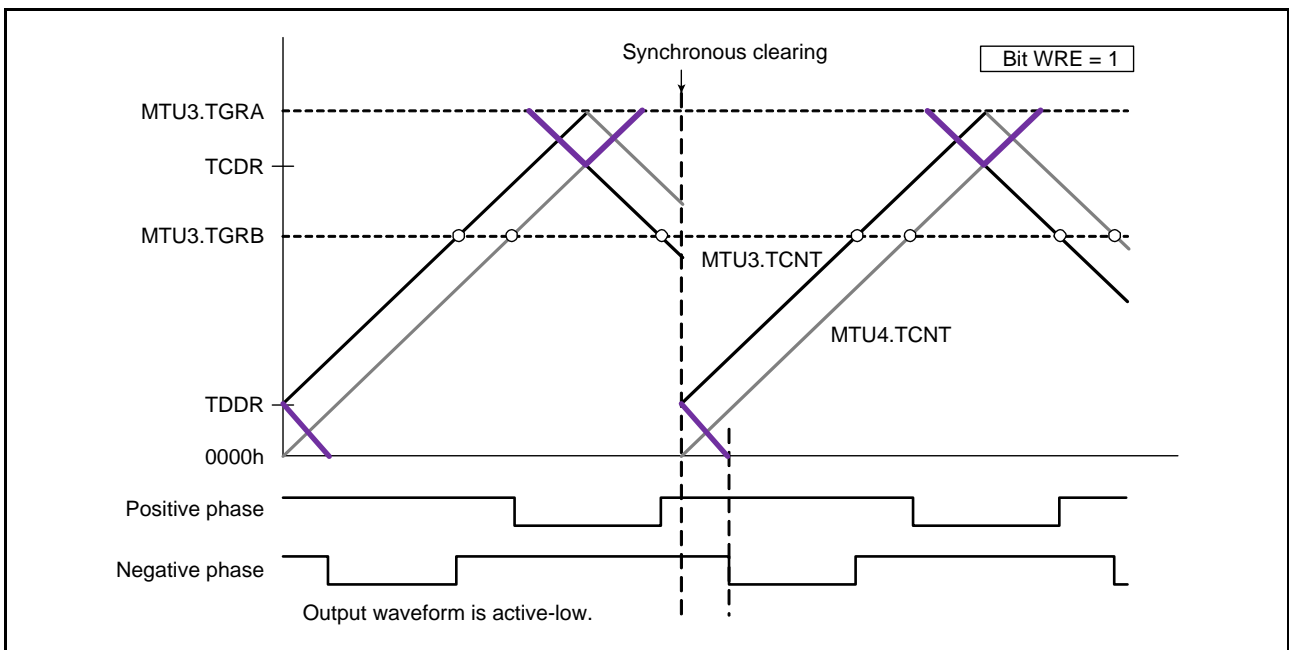 Synchronous clearing
Bit WRE = 1
MTU3.TGRA
TCDR
MTU3.TGRB
MTU3.TCNT
MTU4.TCNT
TDDR
0000h
Positive phase
Negative phase
Output waveform is active-low.